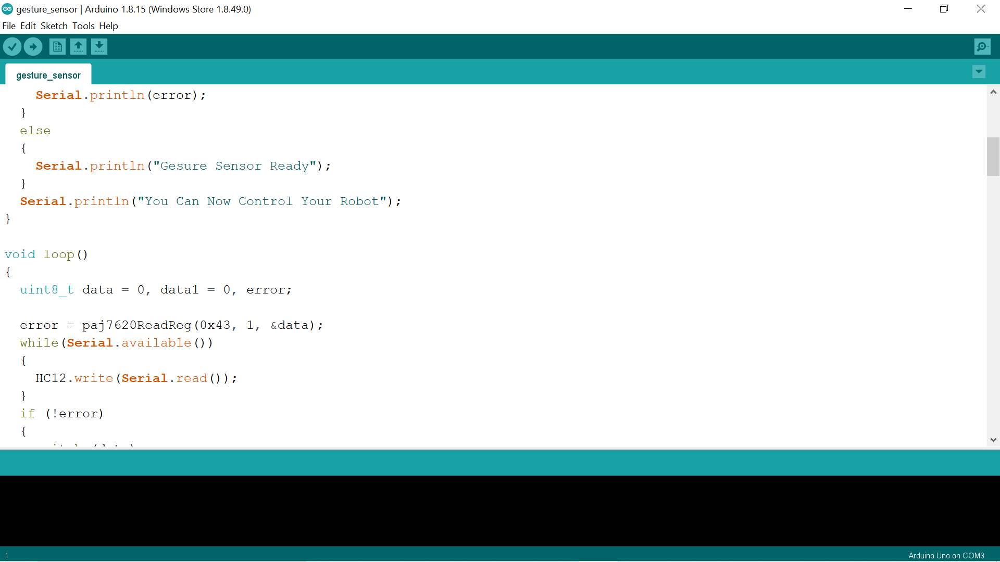 gesture_sensor | Arduino 1.8.15 (Windows Store 1.8.49.0)
File Edit Sketch Tools Help
gesture_sensor
Serial.println(error);
}
else
{
Serial.println("Gesure Sensor Ready");
}
Serial.println("You Can Now Control Your Robot");
}
void loop()
{
uint8_t data = 0, data1 = 0, error;
error = paj7620ReadReg(0x43, 1, &data);
while(Serial.available())
{
HC12.write(Serial.read());
}
if (!error)
{
1
Arduino Uno on COM3